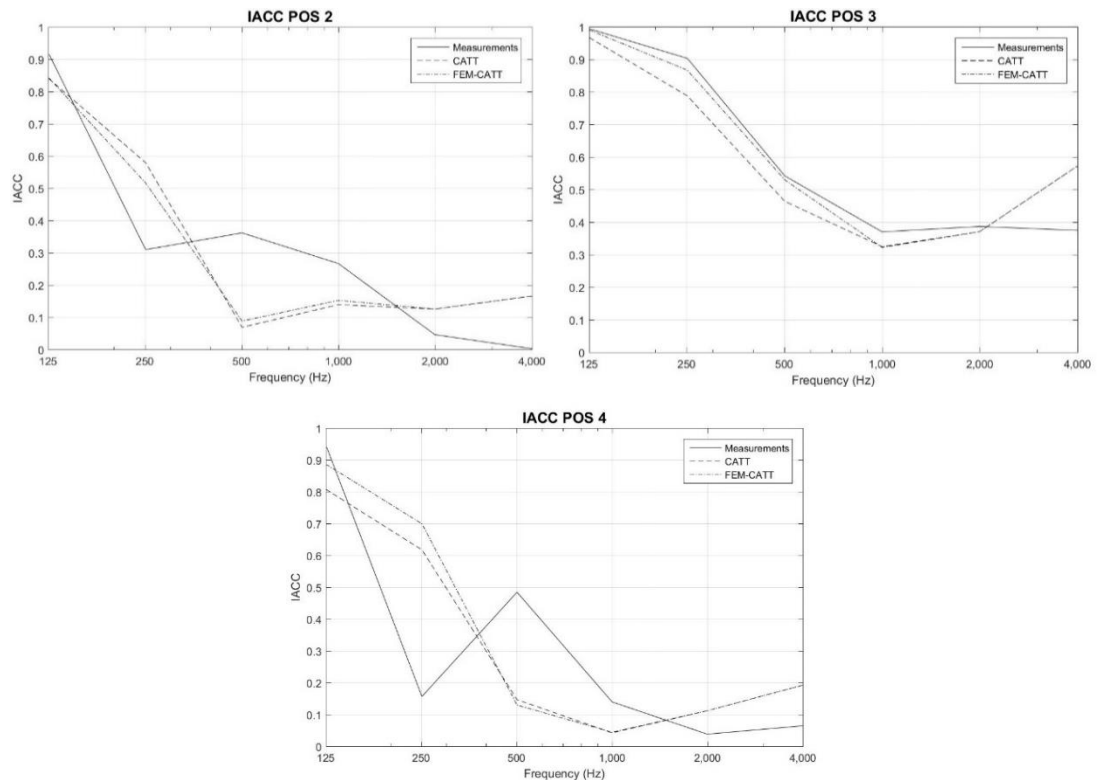 IACC POS 2
1
0.9
0.8
0.7
0.6
0.5
0.4
0.3
0.2
0.1
0
IACC
125
250
500
1,000
2,000
4,000
Frequency (Hz)
Measurements
CATT
FEM-CATT
IACC POS 3
1
0.9
0.8
0.7
0.6
0.5
0.4
0.3
0.2
0.1
0
IACC
125
250
500
1,000
2,000
4,000
Frequency (Hz)
Measurements
CATT
FEM-CATT
IACC POS 4
1
0.9
0.8
0.7
0.6
0.5
0.4
0.3
0.2
0.1
0
IACC
125
250
500
1,000
2,000
4,000
Frequency (Hz)
Measurements
CATT
FEM-CATT